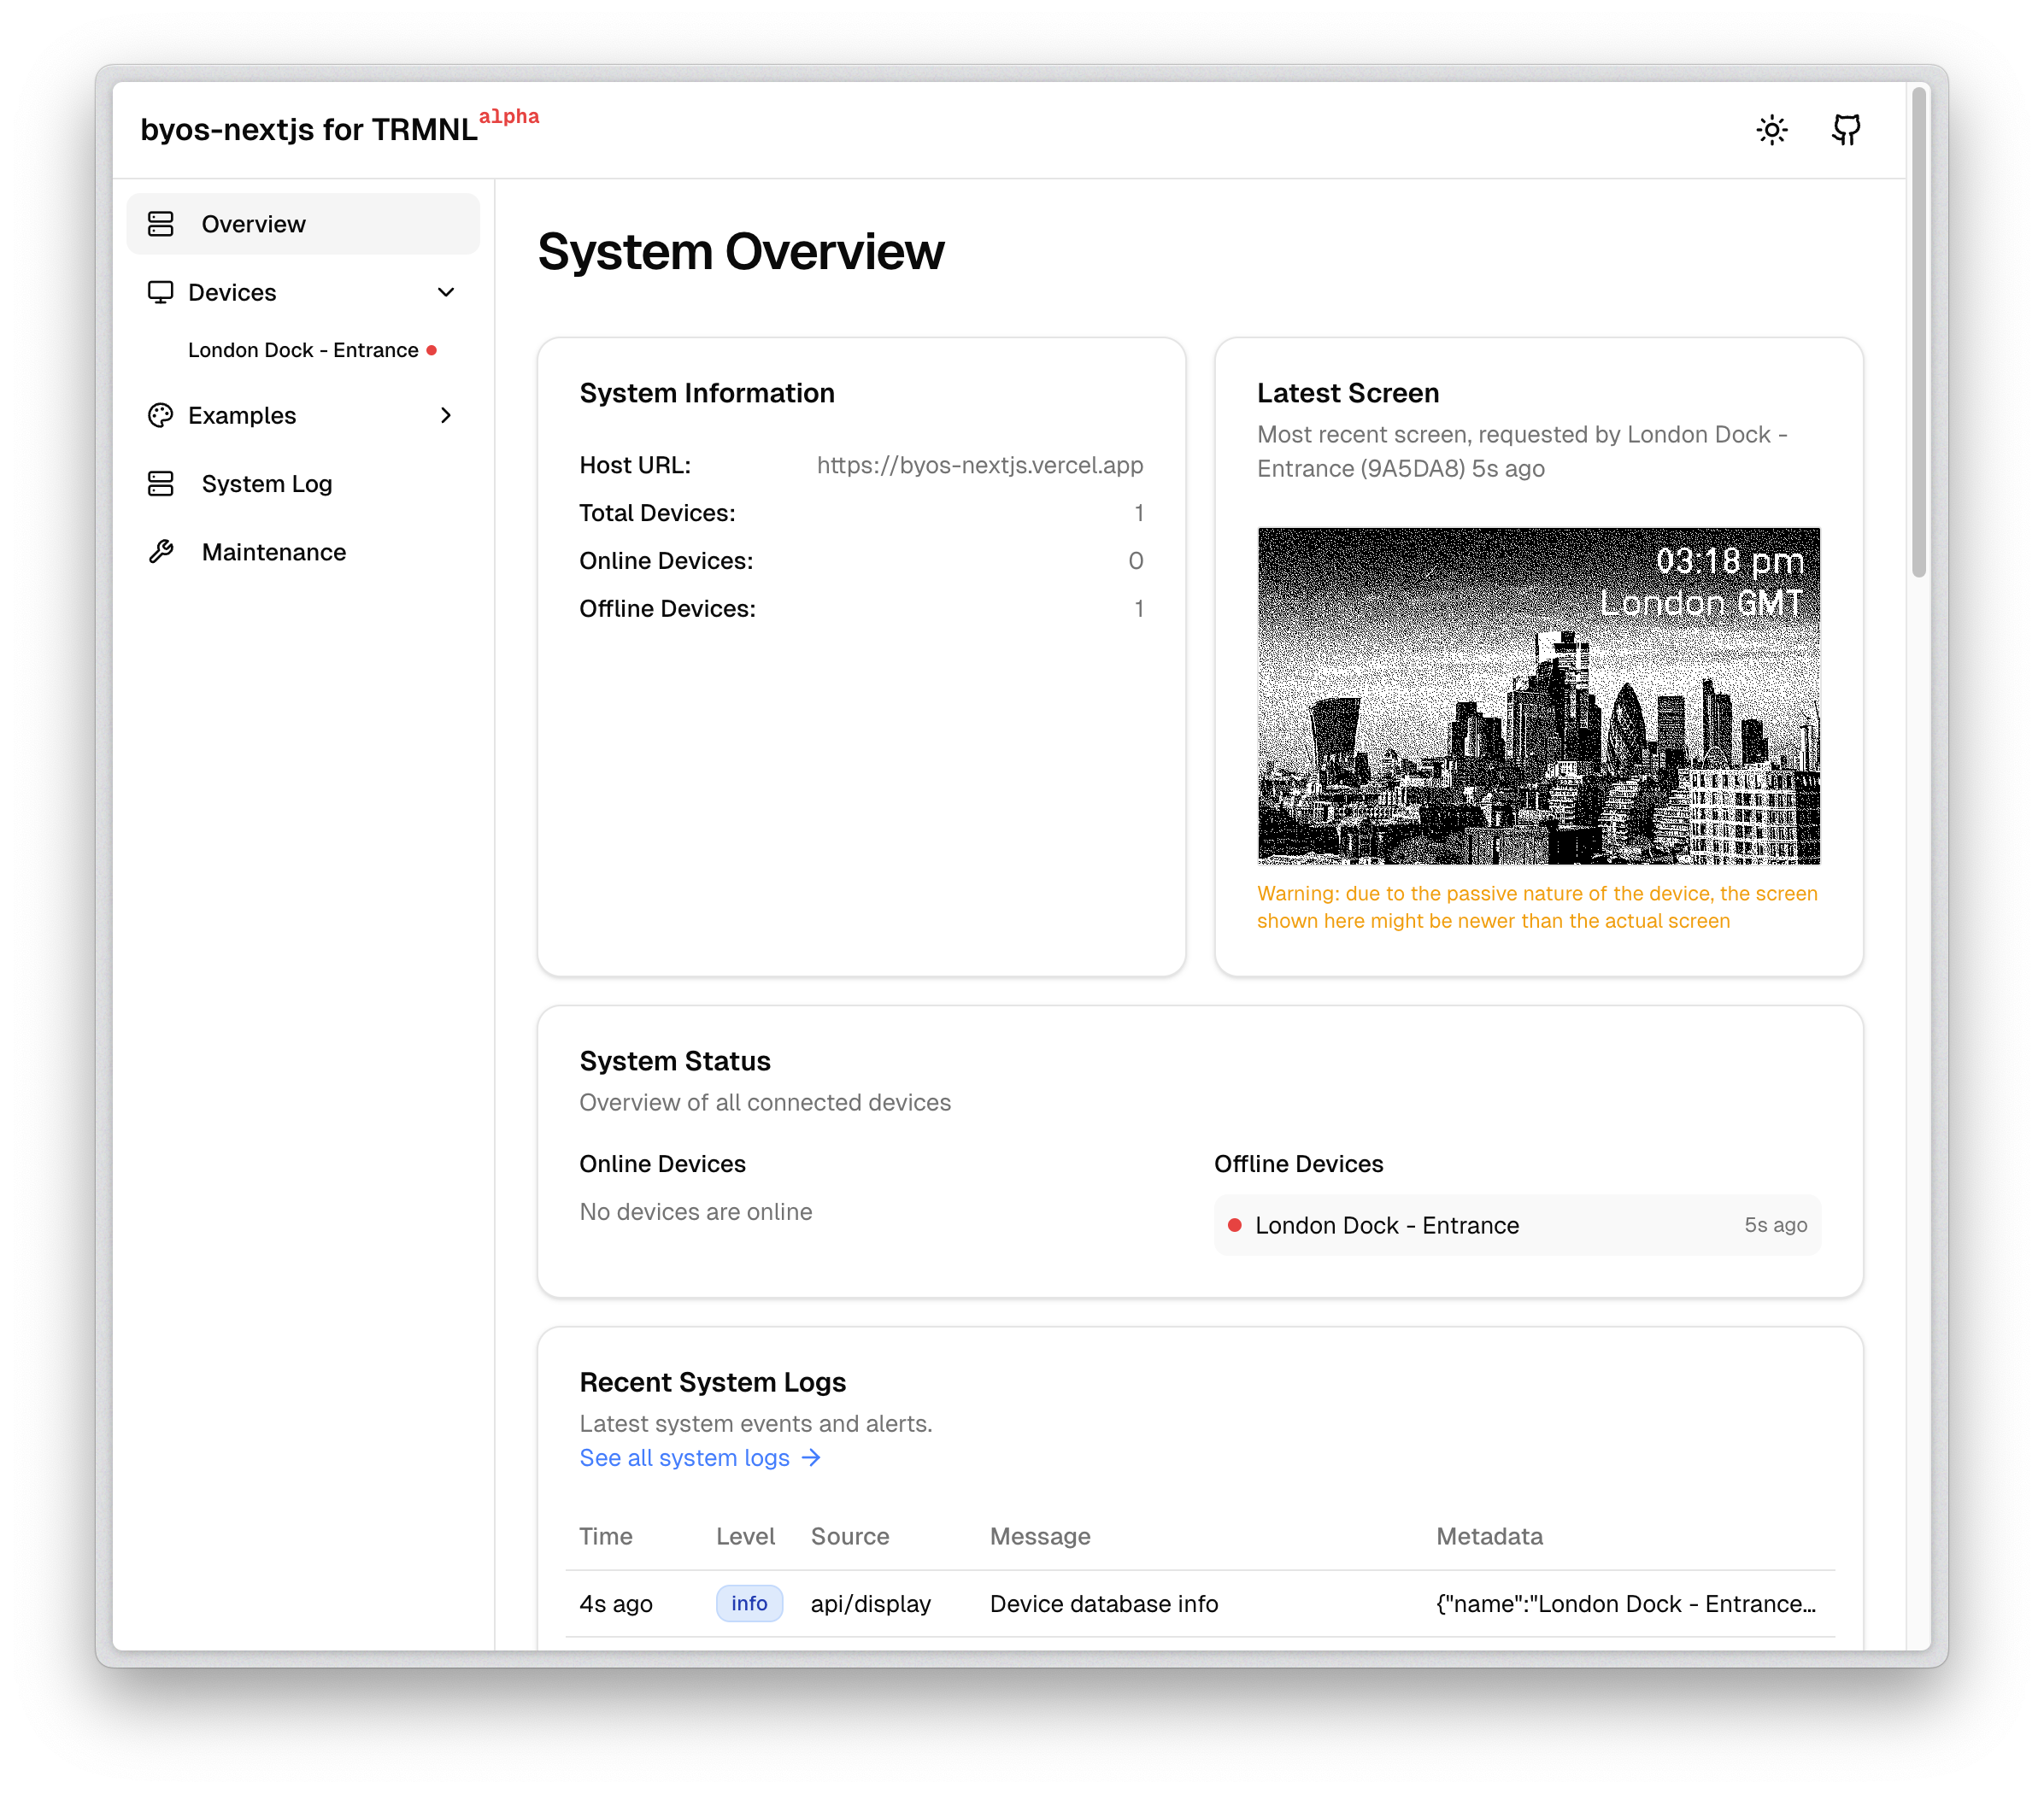 byos-nextjs for TRMNL alpha
Overview
Devices
London Dock - Entrance
Examples
System Log
Maintenance
System Overview
System Information
Host URL: https://byos-nextjs.vercel.app
Total Devices: 1
Online Devices: 0
Offline Devices: 1
Latest Screen
Most recent screen, requested by London Dock -
Entrance (9A5DA8) 5s ago
03:18 pm
London GMT
Warning: due to the passive nature of the device, the screen
shown here might be newer than the actual screen
System Status
Overview of all connected devices
Online Devices
No devices are online
Offline Devices
London Dock - Entrance 5s ago
Recent System Logs
Latest system events and alerts.
See all system logs →
Time Level Source Message Metadata
4s ago info api/display Device database info {"name":"London Dock - Entrance...